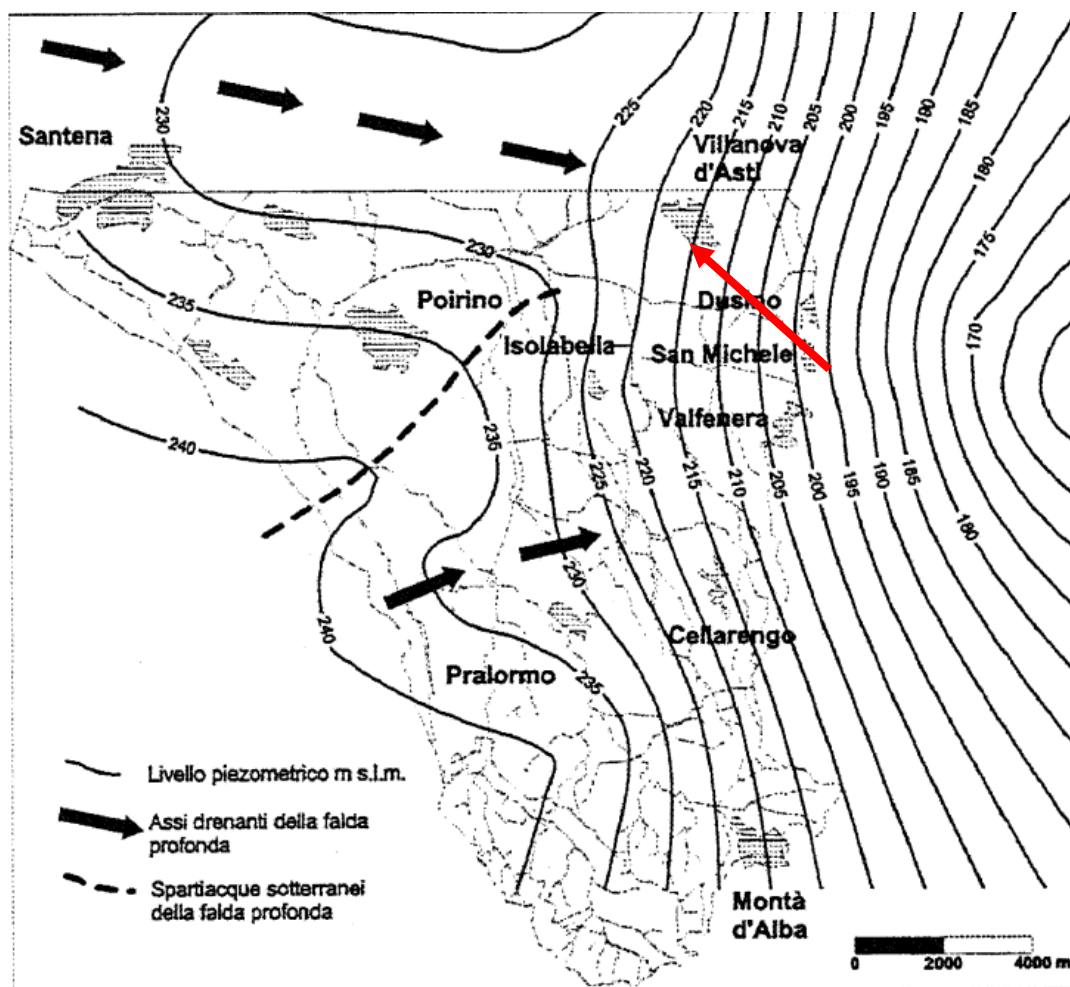 225
220
215
210
205
200
195
190
185
230
Santena
Villanova
d'Asti
180
175
230
235
Poirino
Dusino
170
Isolabella
San Michele
Valfenera
240
235
225
220
215
210
205
200
195
190
185
180
230
240
Cellarengo
Pralormo
235
Livello piezometrico m s.l.m.
Assi drenanti della falda
profonda
Spartiacque sotterranei
della falda profonda
Montà
d'Alba
0 2000 4000 m